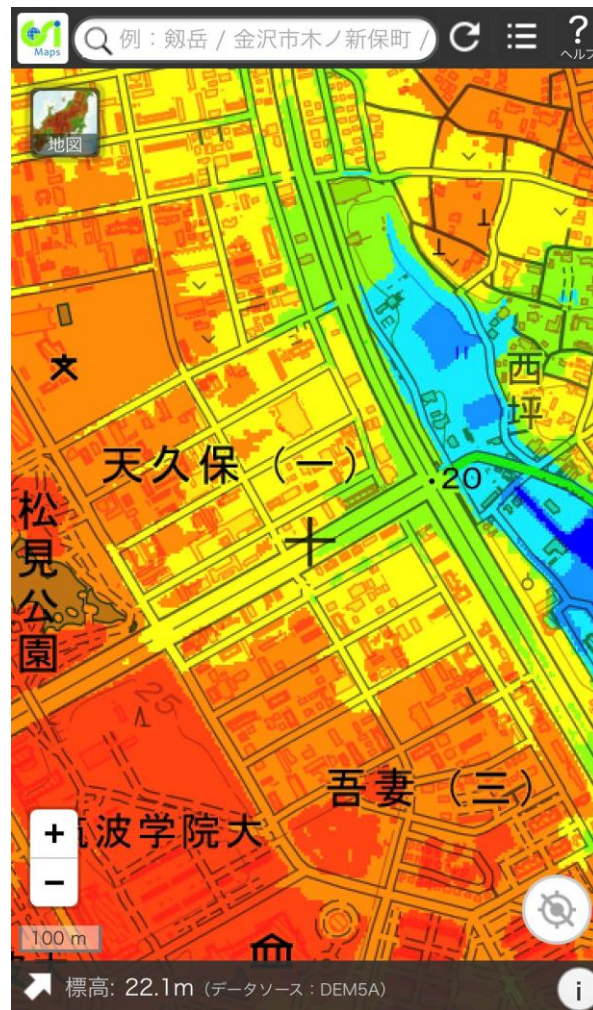 GSI
Maps
例：剱岳 / 金沢市木ノ新保町 /
?
ヘルプ
地図
西坪
天久保（一）
・20
松見公園
25
吾妻（三）
筑波学院大
+
−
100 m
標高: 22.1m（データソース：DEM5A）
i